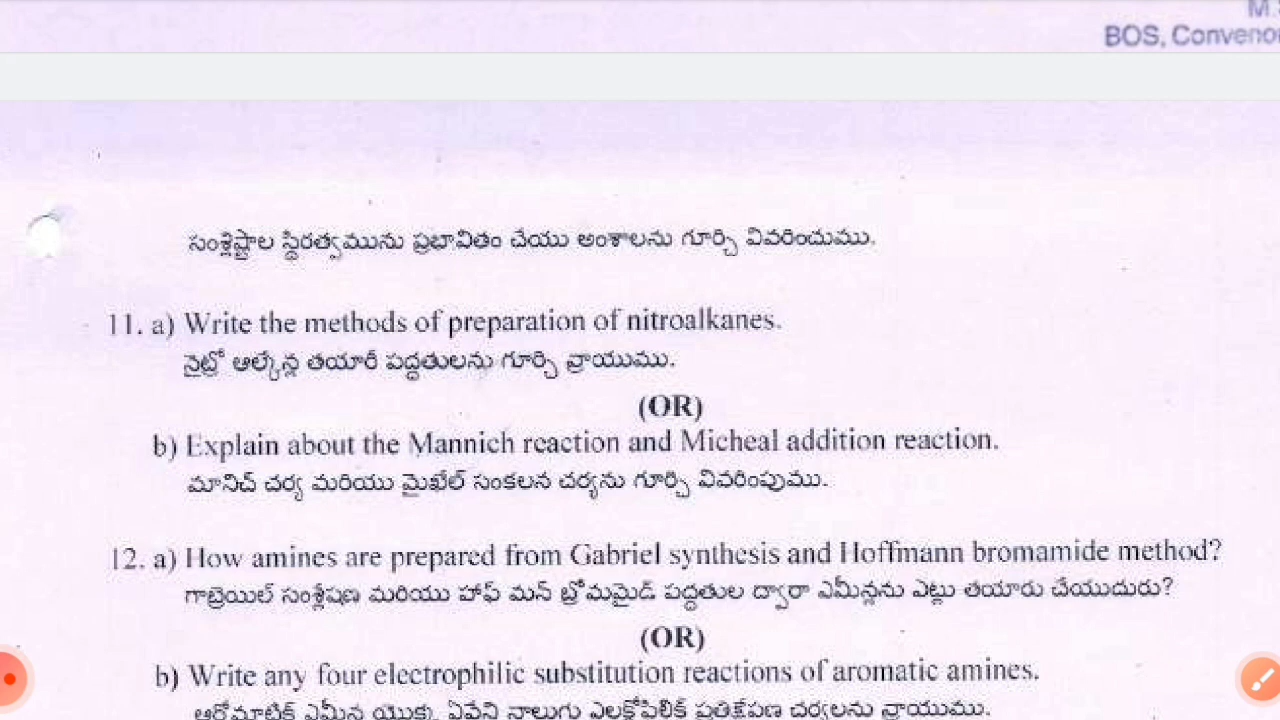 BOS, Convenor
సంశ్లిష్టాల స్థిరత్వమును ప్రభావితం చేయు అంశాలను గూర్చి వివరించుము.
11. a) Write the methods of preparation of nitroalkanes.
నైట్రో ఆల్కేన్ల తయారీ పద్ధతులను గూర్చి వ్రాయుము.
(OR)
b) Explain about the Mannich reaction and Micheal addition reaction.
మానిచ్ చర్య మరియు మైఖేల్ సంకలన చర్యను గూర్చి వివరింపుము.
12. a) How amines are prepared from Gabriel synthesis and Hoffmann bromamide method?
గాబ్రెయిల్ సంశ్లేషణ మరియు హాఫ్ మన్ బ్రోమమైడ్ పద్ధతుల ద్వారా ఎమీన్లను ఎట్లు తయారు చేయుదురు?
(OR)
b) Write any four electrophilic substitution reactions of aromatic amines.
ఆరోమాటిక్ ఎమీన యొక్క ఏవేని నాలుగు ఎలక్ట్రోఫిలిక్ ప్రతిక్షేపణ చర్యలను వ్రాయుము.